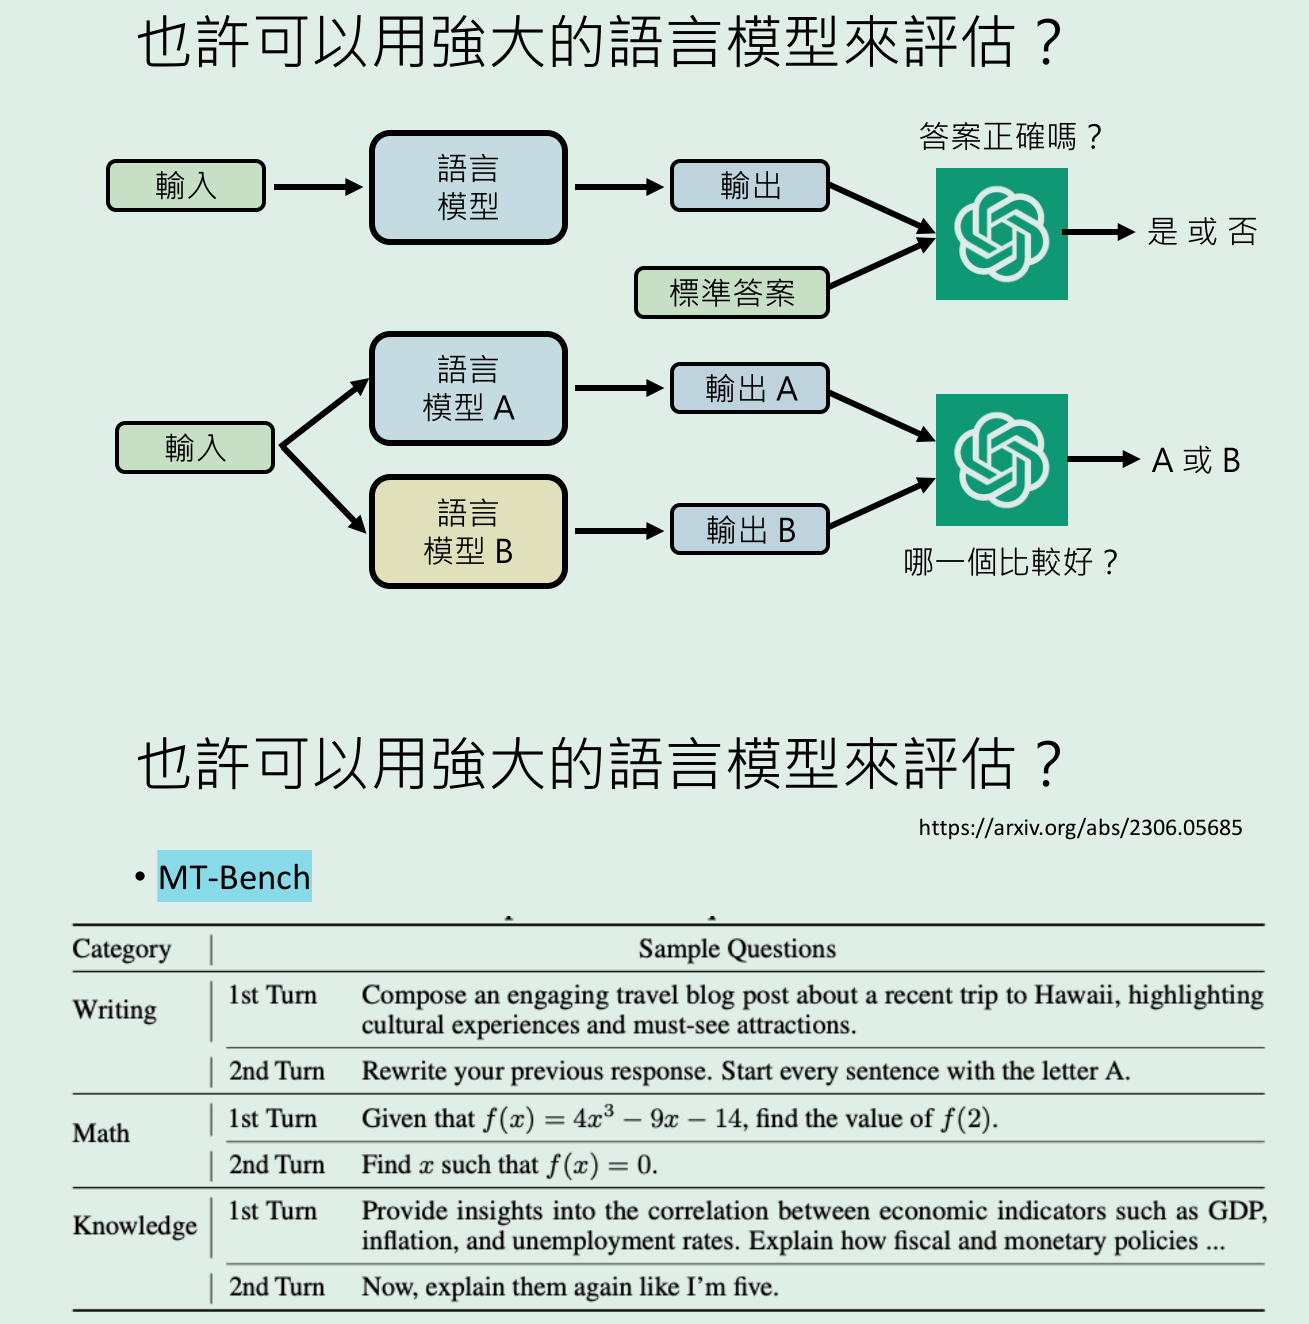 也許可以用強大的語言模型來評估？
答案正確嗎？
輸入
語言
模型
輸出
是 或 否
標準答案
語言
模型 A
輸出 A
輸入
A 或 B
語言
模型 B
輸出 B
哪一個比較好？
也許可以用強大的語言模型來評估？
https://arxiv.org/abs/2306.05685
• MT-Bench
Category Sample Questions
Writing 1st Turn Compose an engaging travel blog post about a recent trip to Hawaii, highlighting
cultural experiences and must-see attractions.
2nd Turn Rewrite your previous response. Start every sentence with the letter A.
Math 1st Turn Given that f(x) = 4x³ − 9x − 14, find the value of f(2).
2nd Turn Find x such that f(x) = 0.
Knowledge 1st Turn Provide insights into the correlation between economic indicators such as GDP,
inflation, and unemployment rates. Explain how fiscal and monetary policies ...
2nd Turn Now, explain them again like I'm five.